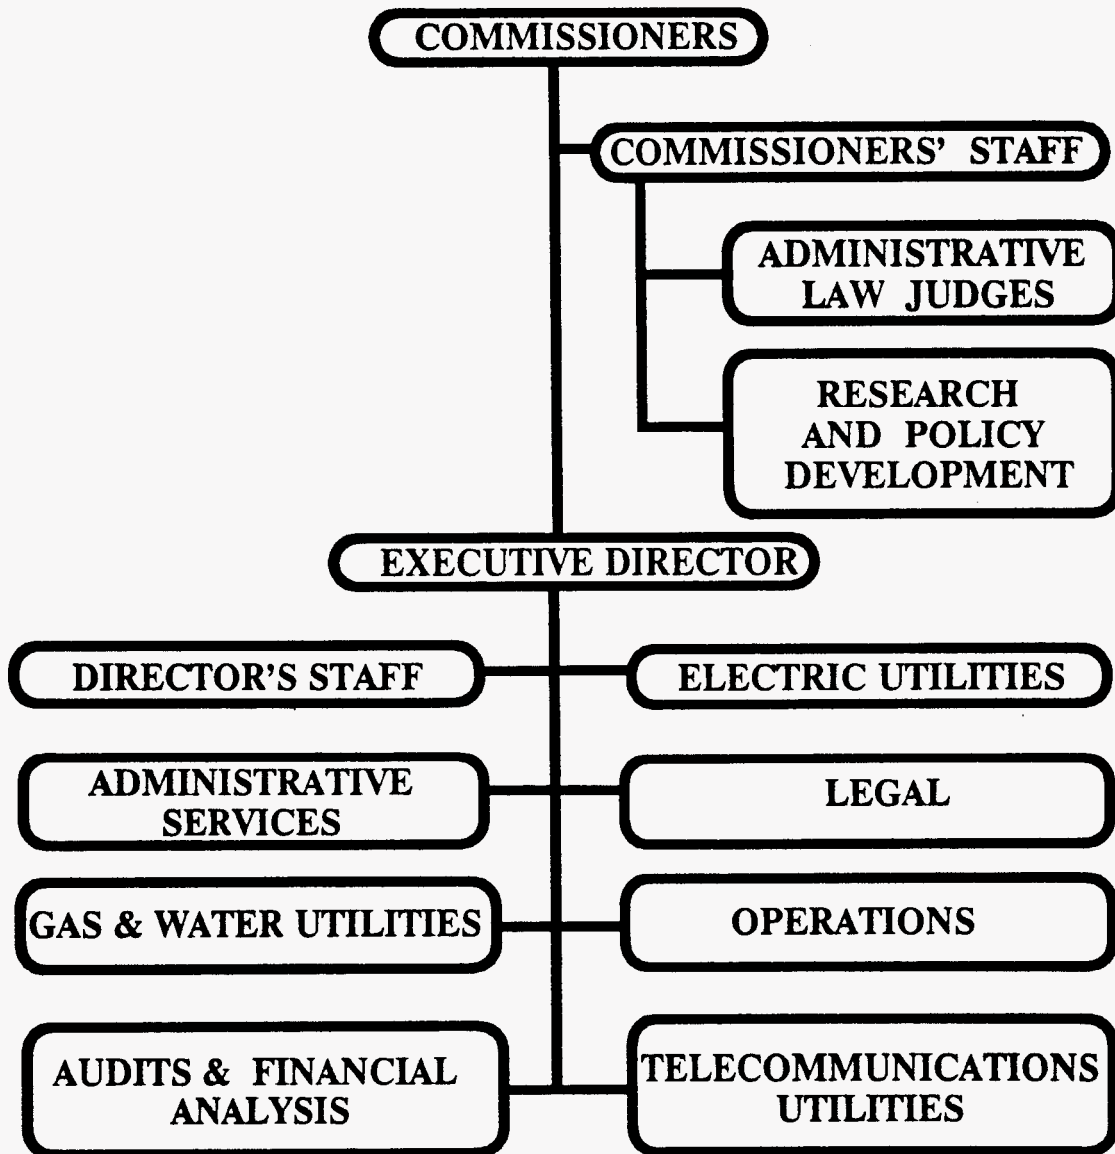 COMMISSIONERS
COMMISSIONERS' STAFF
ADMINISTRATIVE
LAW JUDGES
RESEARCH
AND POLICY
DEVELOPMENT
EXECUTIVE DIRECTOR
DIRECTOR'S STAFF
ELECTRIC UTILITIES
ADMINISTRATIVE
SERVICES
LEGAL
GAS & WATER UTILITIES
OPERATIONS
AUDITS & FINANCIAL
ANALYSIS
TELECOMMUNICATIONS
UTILITIES